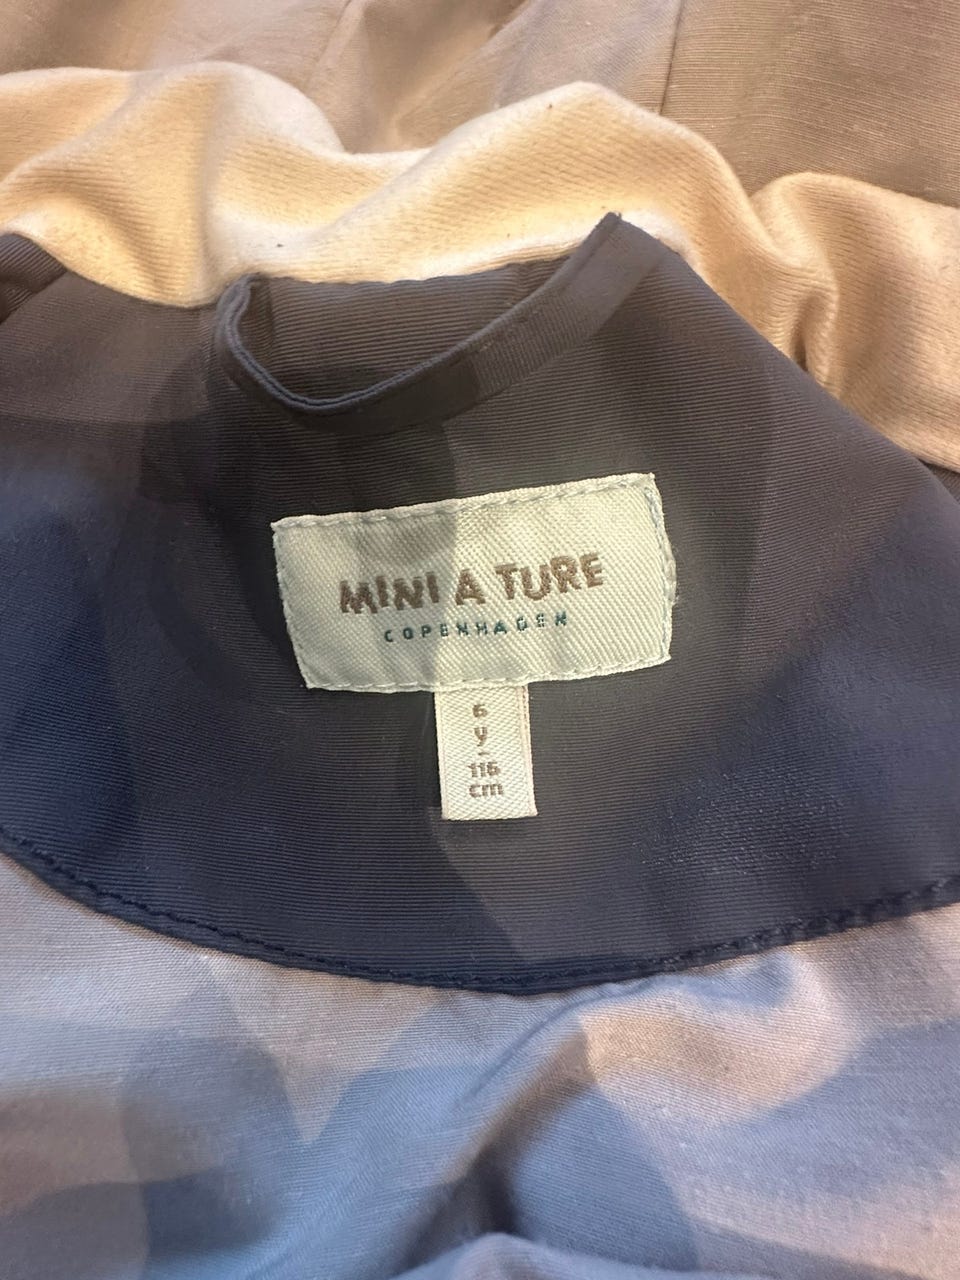 MINI A TURE
COPENHAGEN
6
y
-
116
cm